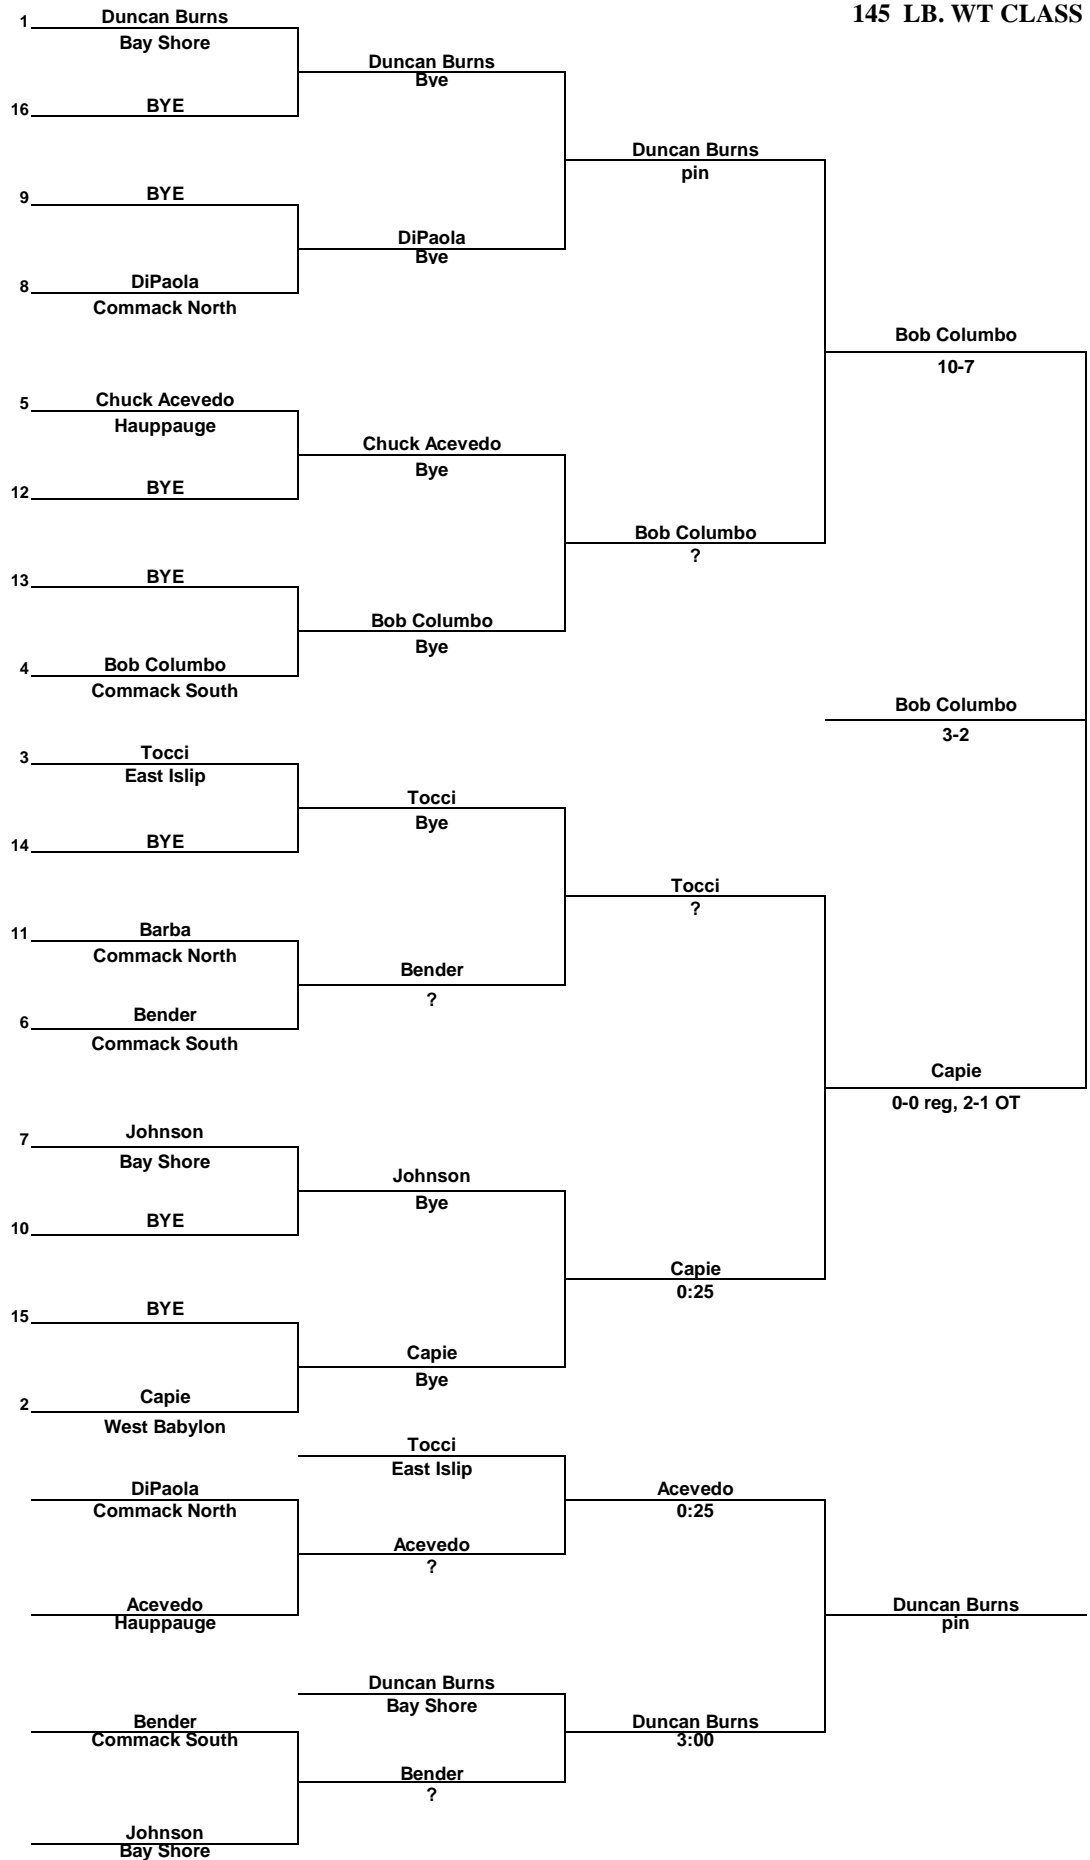 145 LB. WT CLASS
1 Duncan Burns
Bay Shore
Duncan Burns
Bye
16 BYE
Duncan Burns
pin
9 BYE
DiPaola
Bye
8 DiPaola
Commack North
Bob Columbo
10-7
5 Chuck Acevedo
Hauppauge
Chuck Acevedo
Bye
12 BYE
Bob Columbo
?
13 BYE
Bob Columbo
Bye
4 Bob Columbo
Commack South
Bob Columbo
3-2
3 Tocci
East Islip
Tocci
Bye
14 BYE
Tocci
?
11 Barba
Commack North
Bender
?
6 Bender
Commack South
Capie
0-0 reg, 2-1 OT
7 Johnson
Bay Shore
Johnson
Bye
10 BYE
Capie
0:25
15 BYE
Capie
Bye
2 Capie
West Babylon
Tocci
East Islip
DiPaola
Commack North
Acevedo
0:25
Acevedo
?
Acevedo
Hauppauge
Duncan Burns
pin
Duncan Burns
Bay Shore
Bender
Commack South
Duncan Burns
3:00
Bender
?
Johnson
Bay Shore